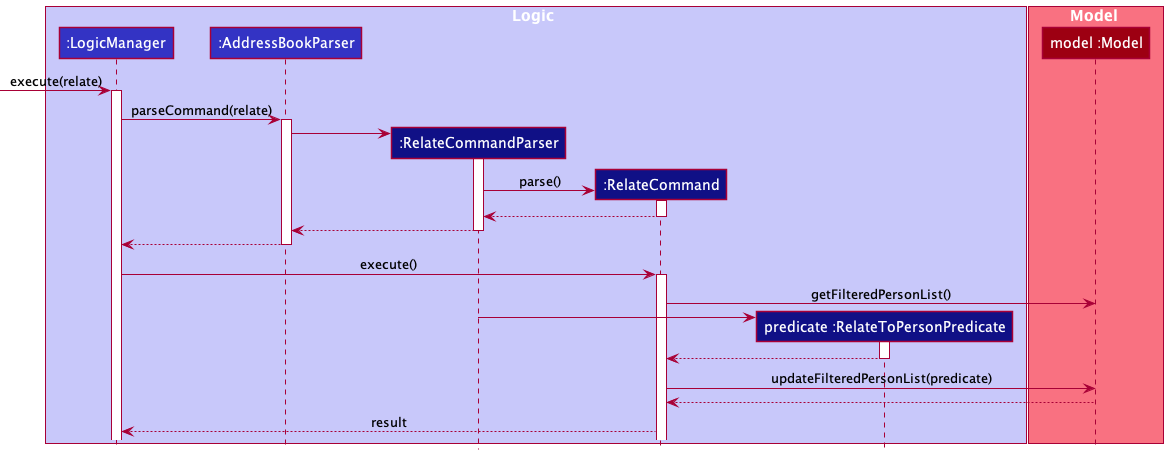 Logic
Model
:LogicManager
:AddressBookParser
model :Model
execute(relate)
parseCommand(relate)
:RelateCommandParser
parse()
:RelateCommand
execute()
getFilteredPersonList()
predicate :RelateToPersonPredicate
updateFilteredPersonList(predicate)
result